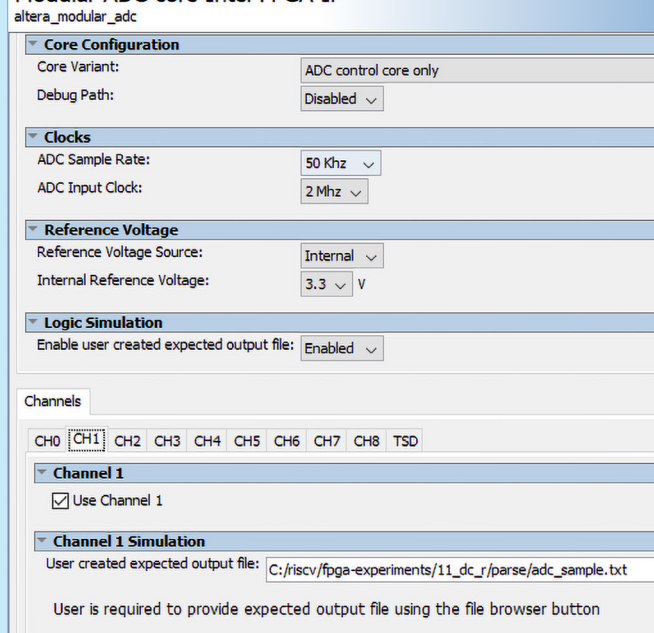 altera_modular_adc
Core Configuration
Core Variant: ADC control core only
Debug Path: Disabled
Clocks
ADC Sample Rate: 50 Khz
ADC Input Clock: 2 Mhz
Reference Voltage
Reference Voltage Source: Internal
Internal Reference Voltage: 3.3 V
Logic Simulation
Enable user created expected output file: Enabled
Channels
CH0 CH1 CH2 CH3 CH4 CH5 CH6 CH7 CH8 TSD
Channel 1
Use Channel 1
Channel 1 Simulation
User created expected output file: C:/riscv/fpga-experiments/11_dc_r/parse/adc_sample.txt
User is required to provide expected output file using the file browser button